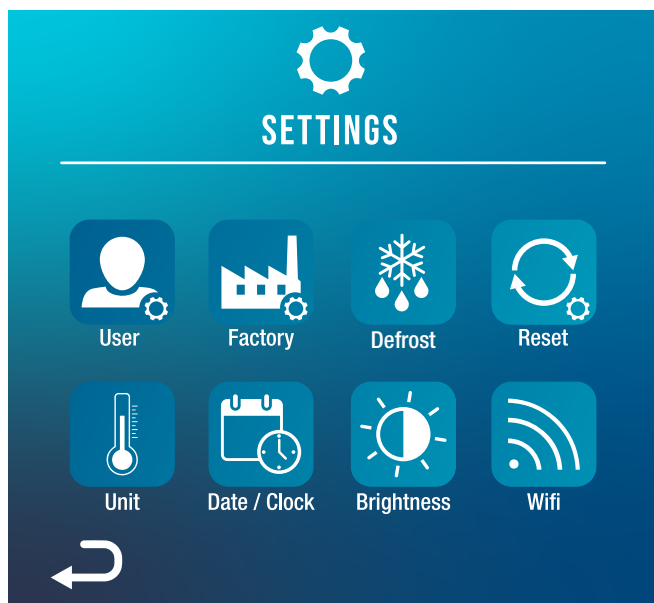 SETTINGS
User Factory Defrost Reset
Unit Date / Clock Brightness Wifi